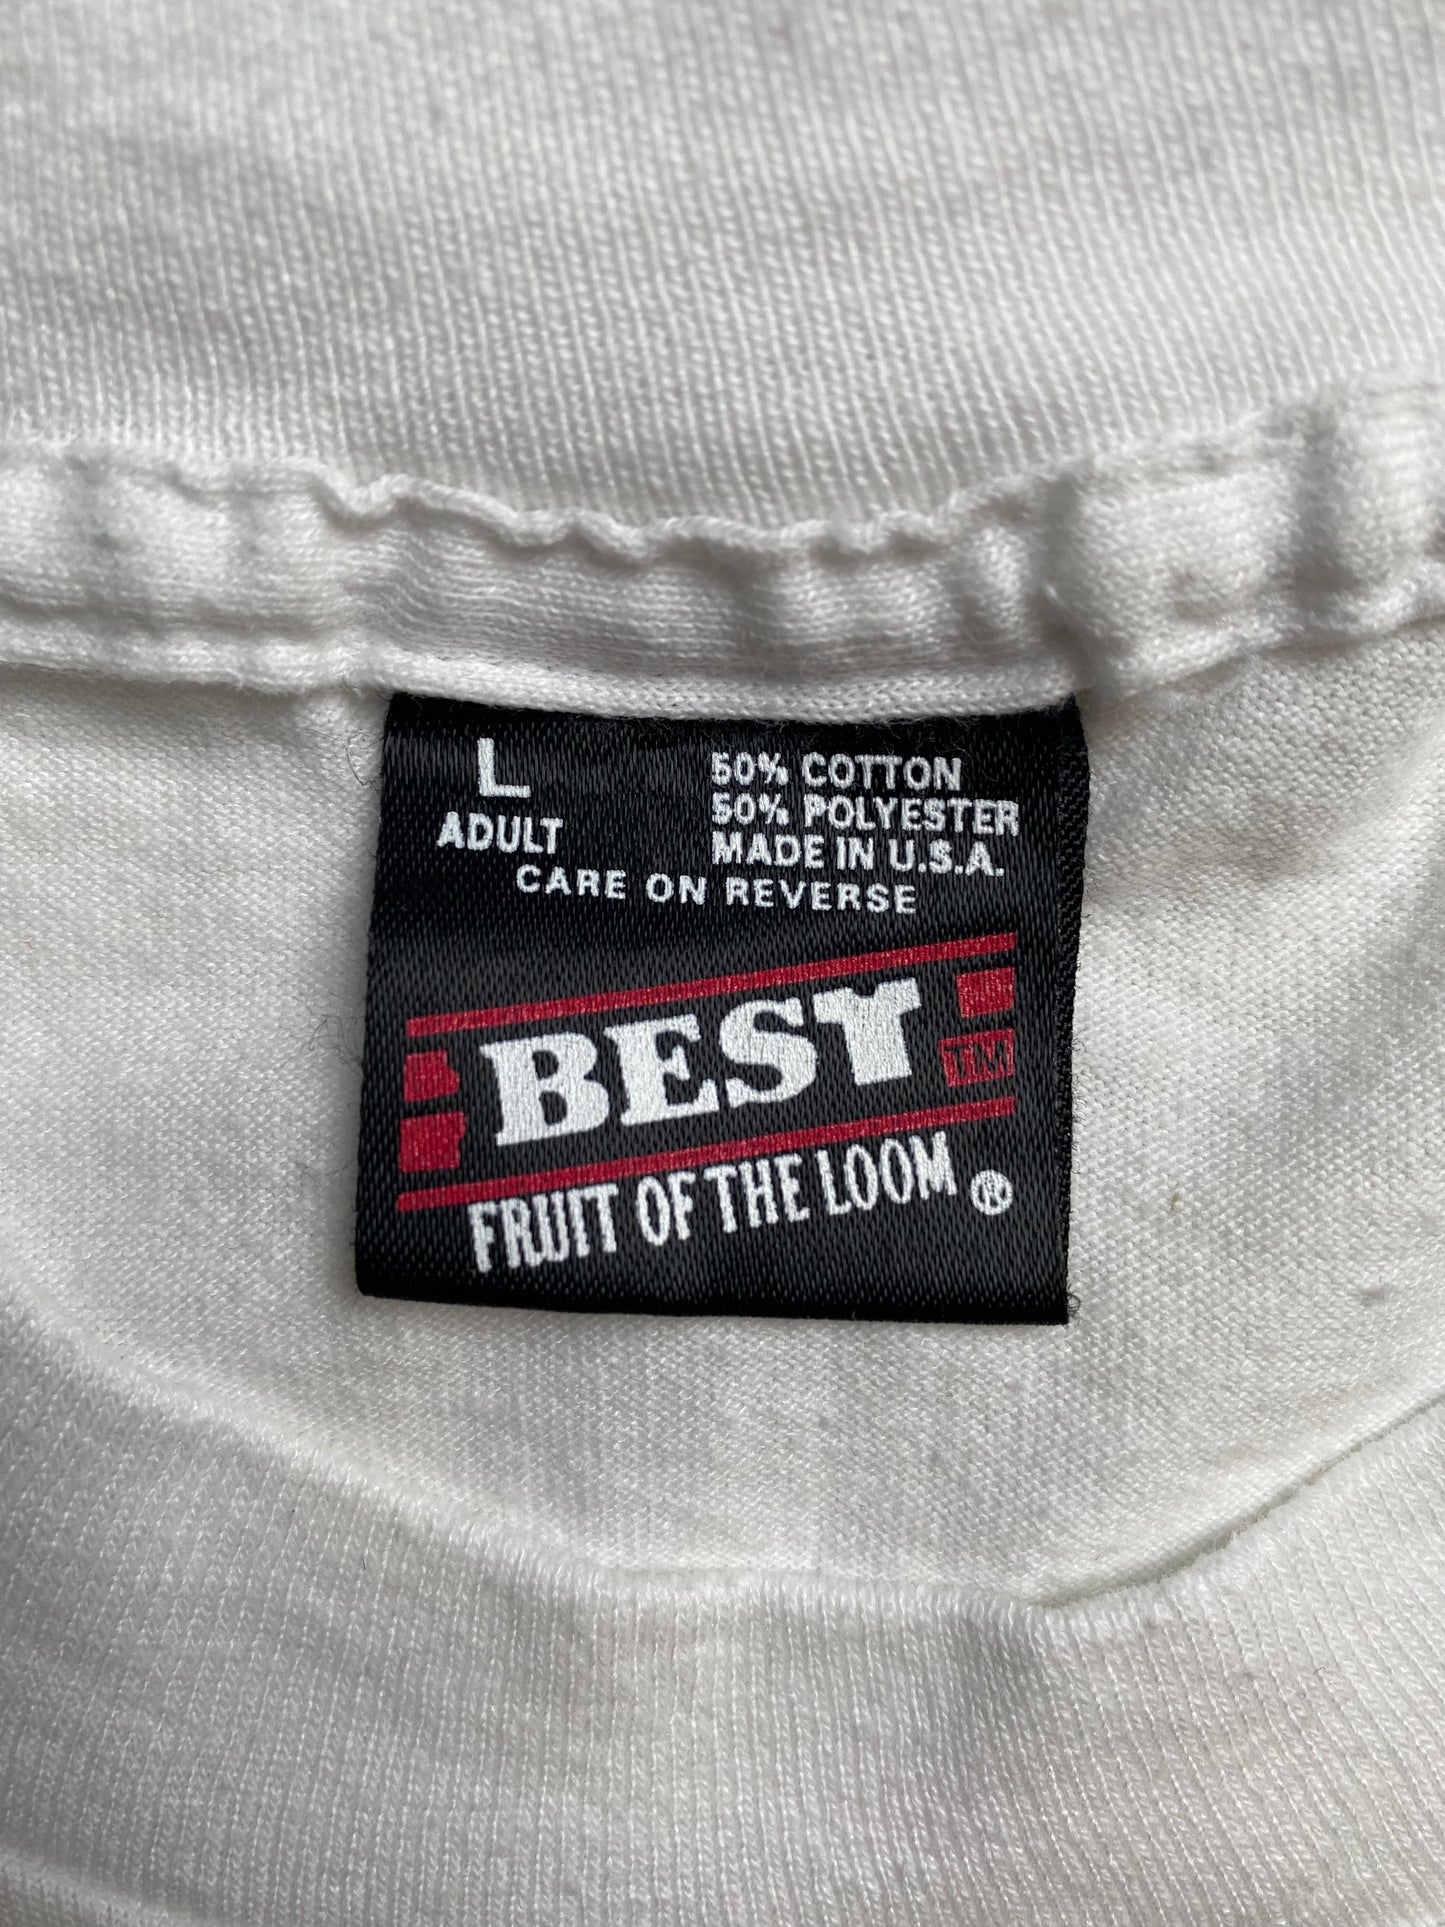 L
ADULT
50% COTTON
50% POLYESTER
MADE IN U.S.A.
CARE ON REVERSE
BEST
TM
FRUIT OF THE LOOM ®